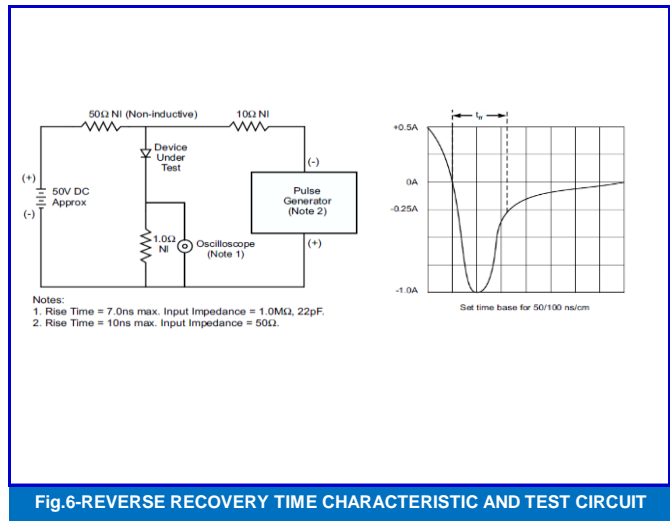 50Ω NI (Non-inductive)
10Ω NI
Device
Under
Test
(+)
50V DC
Approx
(-)
(-)
Pulse
Generator
(Note 2)
(+)
1.0Ω
NI
Oscilloscope
(Note 1)
Notes:
1. Rise Time = 7.0ns max. Input Impedance = 1.0MΩ, 22pF.
2. Rise Time = 10ns max. Input Impedance = 50Ω.
trr
+0.5A
0A
-0.25A
-1.0A
Set time base for 50/100 ns/cm
Fig.6-REVERSE RECOVERY TIME CHARACTERISTIC AND TEST CIRCUIT